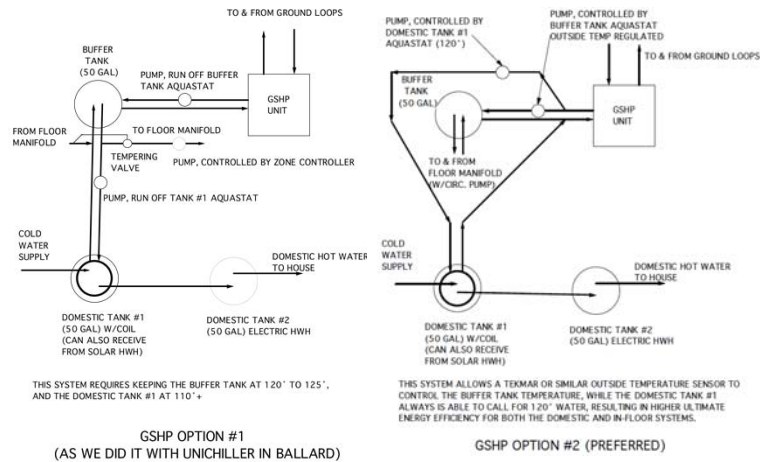 TO & FROM GROUND LOOPS
BUFFER
TANK
(50 GAL)
PUMP, RUN OFF BUFFER
TANK AQUASTAT
GSHP
UNIT
FROM FLOOR
MANIFOLD
TO FLOOR MANIFOLD
TEMPERING
VALVE
PUMP, CONTROLLED BY ZONE CONTROLLER
PUMP, RUN OFF TANK #1 AQUASTAT
COLD
WATER
SUPPLY
DOMESTIC HOT WATER
TO HOUSE
DOMESTIC TANK #1
(50 GAL) W/COIL
(CAN ALSO RECEIVE
FROM SOLAR HWH)
DOMESTIC TANK #2
(50 GAL) ELECTRIC HWH
THIS SYSTEM REQUIRES KEEPING THE BUFFER TANK AT 120˚ TO 125˚,
AND THE DOMESTIC TANK #1 AT 110˚+
GSHP OPTION #1
(AS WE DID IT WITH UNICHILLER IN BALLARD)
PUMP, CONTROLLED BY
DOMESTIC TANK #1
AQUASTAT (120˚)
PUMP, CONTROLLED BY
BUFFER TANK AQUASTAT
OUTSIDE TEMP REGULATED
TO & FROM GROUND LOOPS
BUFFER
TANK
(50 GAL)
GSHP
UNIT
TO & FROM
FLOOR MANIFOLD
(W/CIRC. PUMP)
COLD
WATER
SUPPLY
DOMESTIC HOT WATER
TO HOUSE
DOMESTIC TANK #1
(50 GAL) W/COIL
(CAN ALSO RECEIVE
FROM SOLAR HWH)
DOMESTIC TANK #2
(50 GAL) ELECTRIC HWH
THIS SYSTEM ALLOWS A TEKMAR OR SIMILAR OUTSIDE TEMPERATURE SENSOR TO
CONTROL THE BUFFER TANK TEMPERATURE, WHILE THE DOMESTIC TANK #1
ALWAYS IS ABLE TO CALL FOR 120˚ WATER, RESULTING IN HIGHER ULTIMATE
ENERGY EFFICIENCY FOR BOTH THE DOMESTIC AND IN-FLOOR SYSTEMS.
GSHP OPTION #2 (PREFERRED)